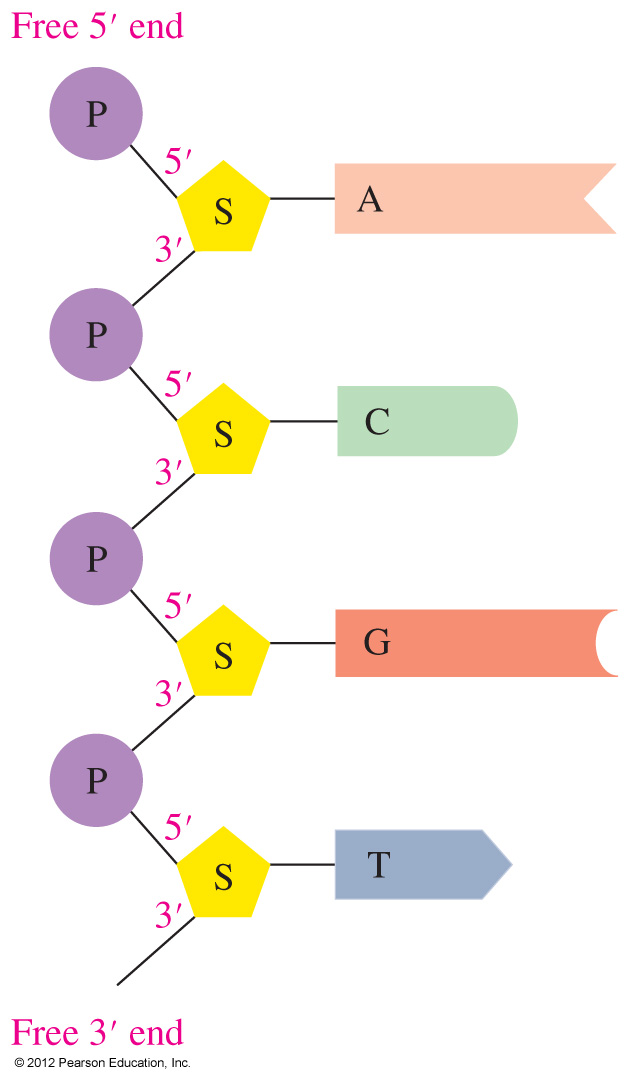 Free 5′ end
P
5′
S
A
3′
P
5′
S
C
3′
P
5′
S
G
3′
P
5′
S
T
3′
Free 3′ end
© 2012 Pearson Education, Inc.